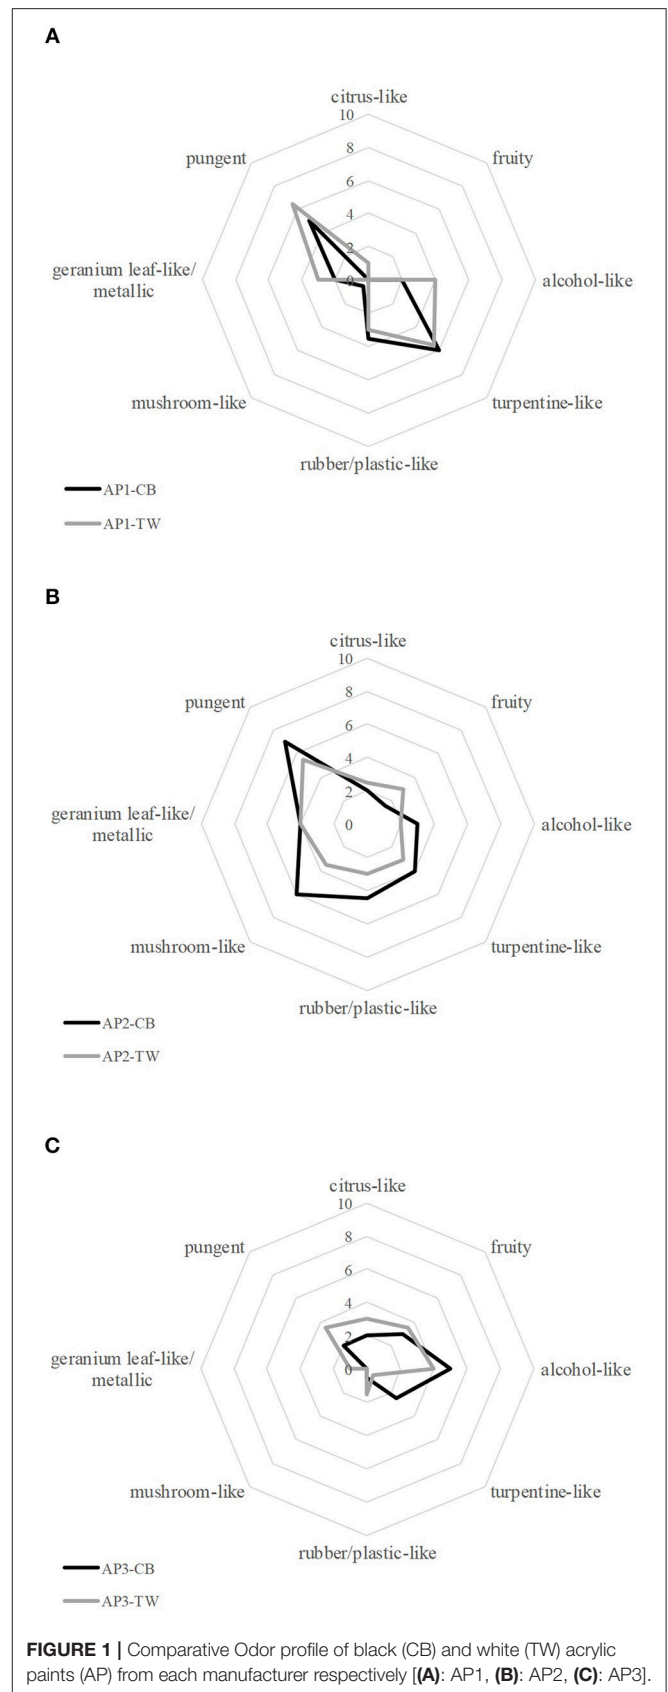 A
citrus-like
10
pungent
8
fruity
6
4
2
geranium leaf-like/
metallic
0
alcohol-like
mushroom-like
turpentine-like
rubber/plastic-like
AP1-CB
AP1-TW
B
citrus-like
10
pungent
8
fruity
6
4
2
geranium leaf-like/
metallic
0
alcohol-like
mushroom-like
turpentine-like
rubber/plastic-like
AP2-CB
AP2-TW
C
citrus-like
10
pungent
8
fruity
6
4
2
geranium leaf-like/
metallic
0
alcohol-like
mushroom-like
turpentine-like
rubber/plastic-like
AP3-CB
AP3-TW
FIGURE 1 | Comparative Odor profile of black (CB) and white (TW) acrylic
paints (AP) from each manufacturer respectively [(A): AP1, (B): AP2, (C): AP3].